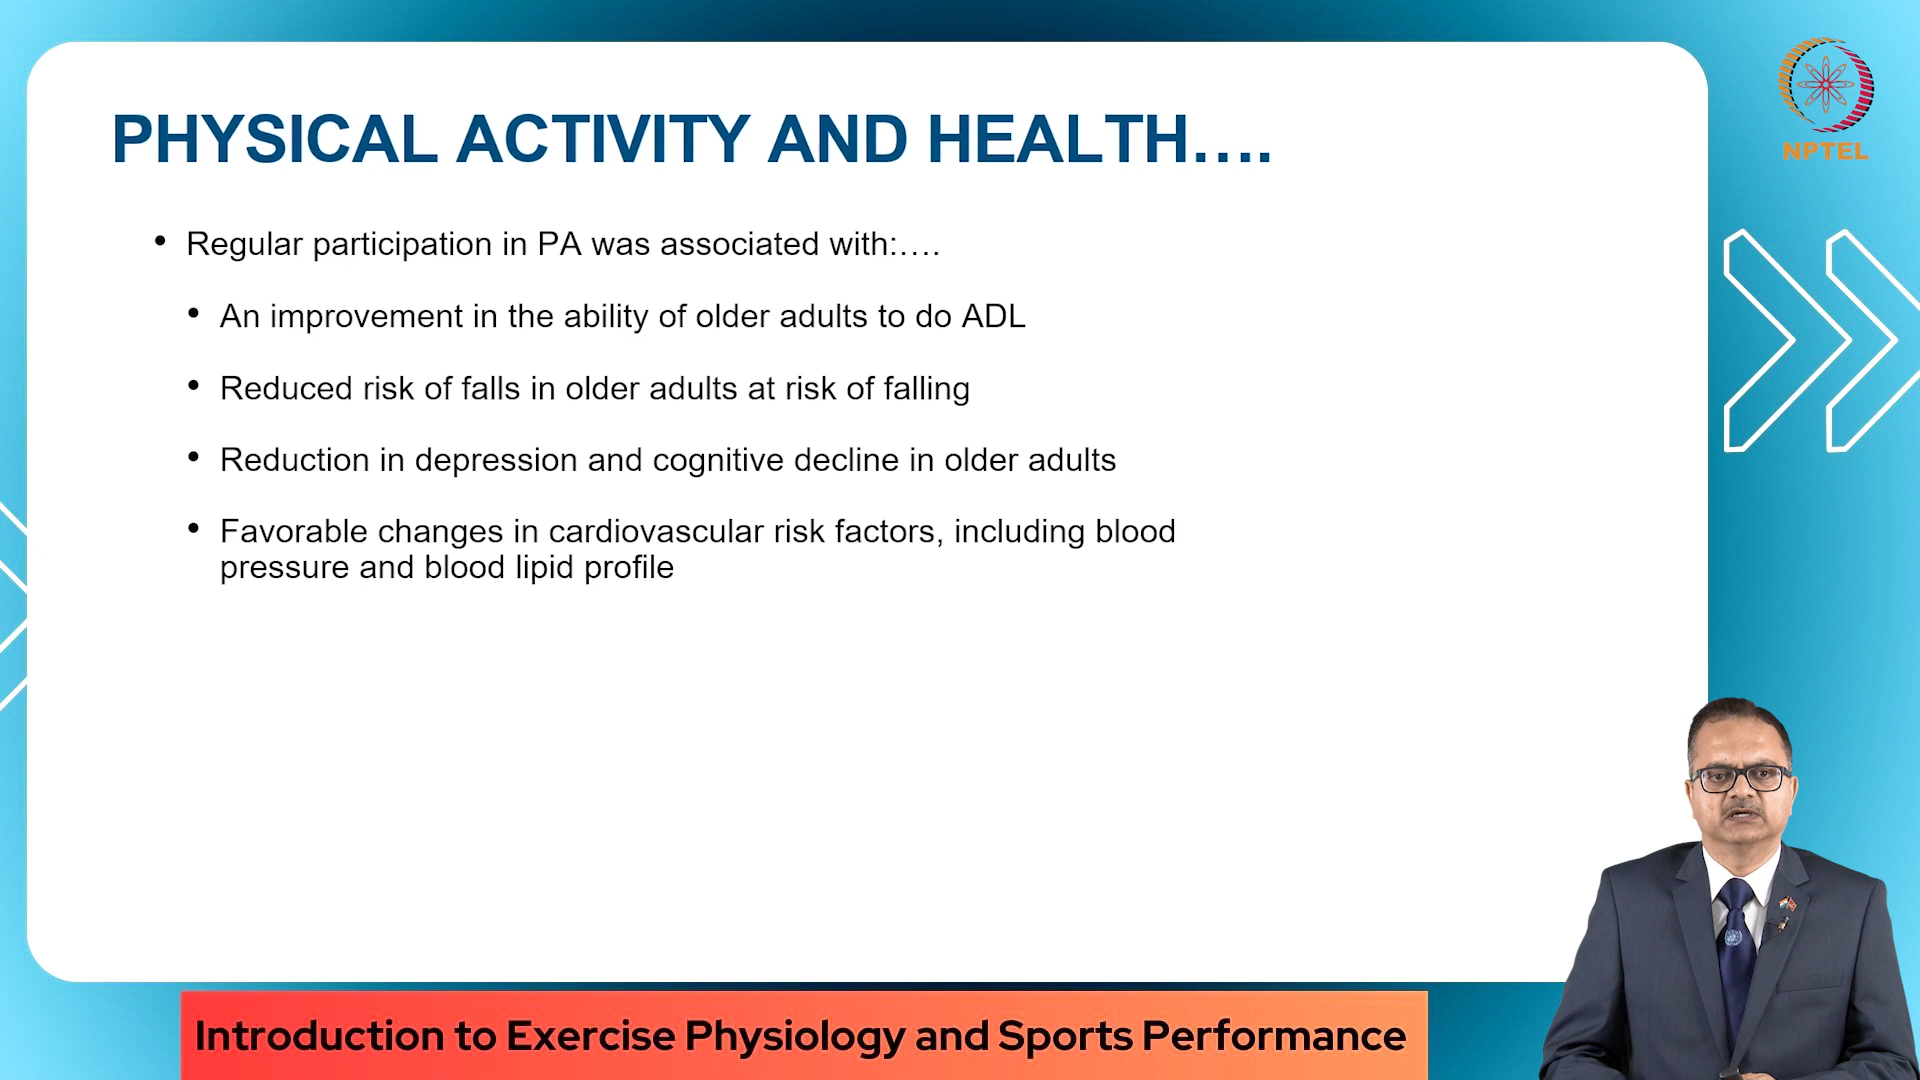 PHYSICAL ACTIVITY AND HEALTH....
• Regular participation in PA was associated with:....
• An improvement in the ability of older adults to do ADL
• Reduced risk of falls in older adults at risk of falling
• Reduction in depression and cognitive decline in older adults
• Favorable changes in cardiovascular risk factors, including blood
pressure and blood lipid profile
NPTEL
Introduction to Exercise Physiology and Sports Performance